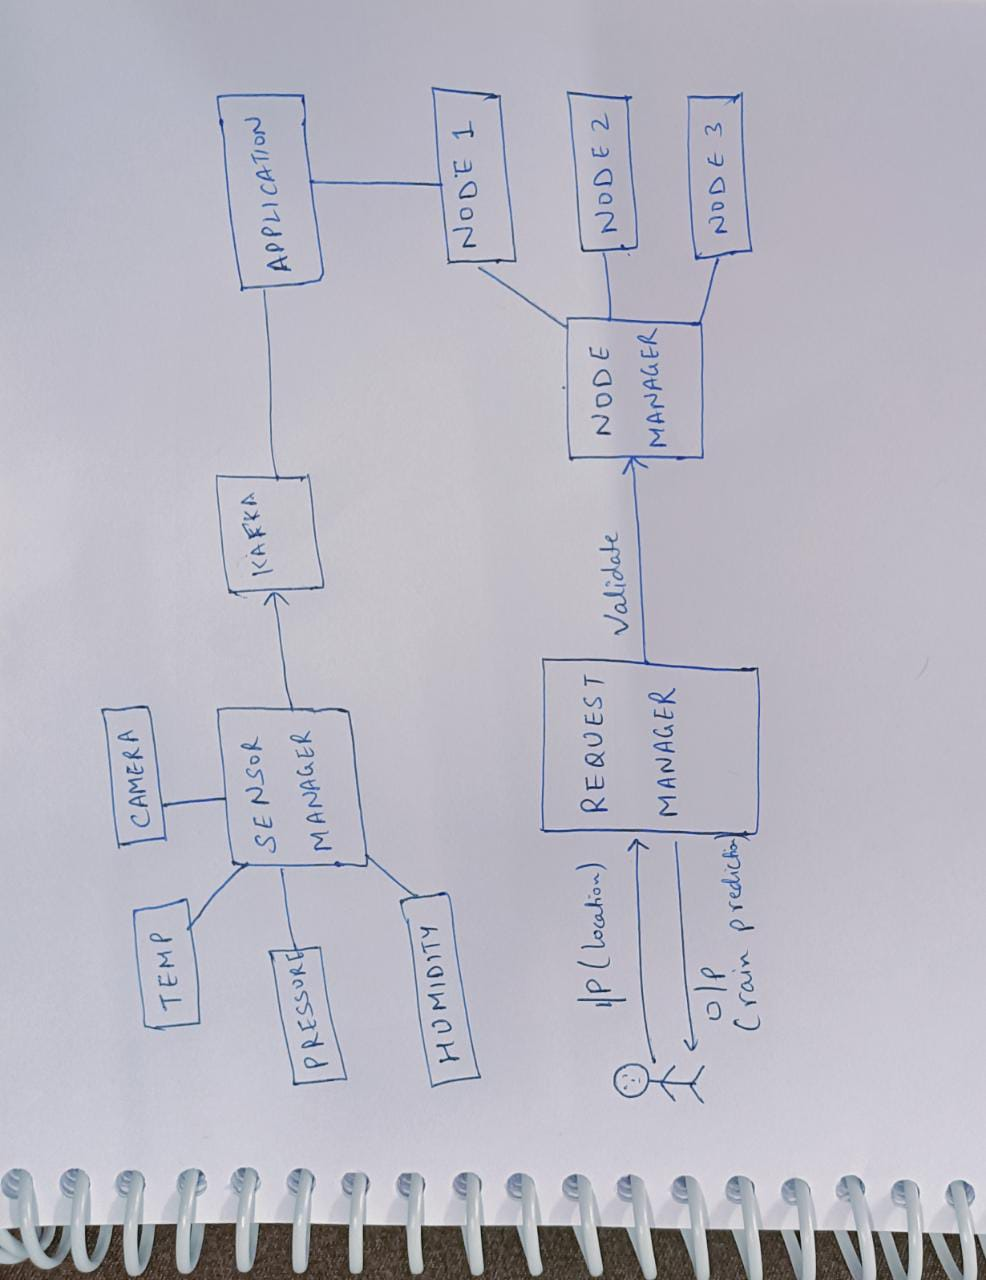 TEMP
CAMERA
PRESSURE
HUMIDITY
SENSOR
MANAGER
KAFKA
APPLICATION
NODE 1
I/P (location)
O/P
(rain prediction)
REQUEST
MANAGER
Validate
NODE
MANAGER
NODE 2
NODE 3